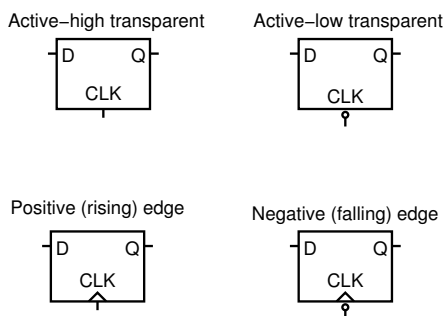 Active−high transparent
Active−low transparent
D Q
CLK
D Q
CLK
Positive (rising) edge
Negative (falling) edge
D Q
CLK
D Q
CLK